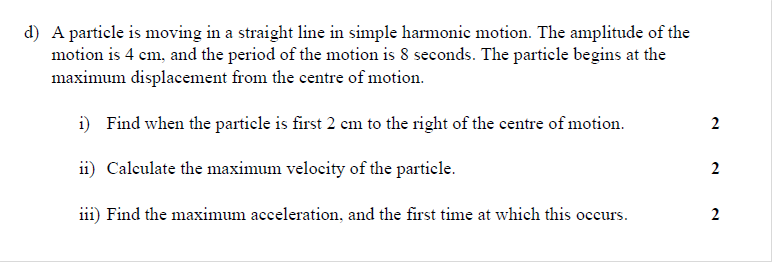 d) A particle is moving in a straight line in simple harmonic motion. The amplitude of the
motion is 4 cm, and the period of the motion is 8 seconds. The particle begins at the
maximum displacement from the centre of motion.
i) Find when the particle is first 2 cm to the right of the centre of motion. 2
ii) Calculate the maximum velocity of the particle. 2
iii) Find the maximum acceleration, and the first time at which this occurs. 2